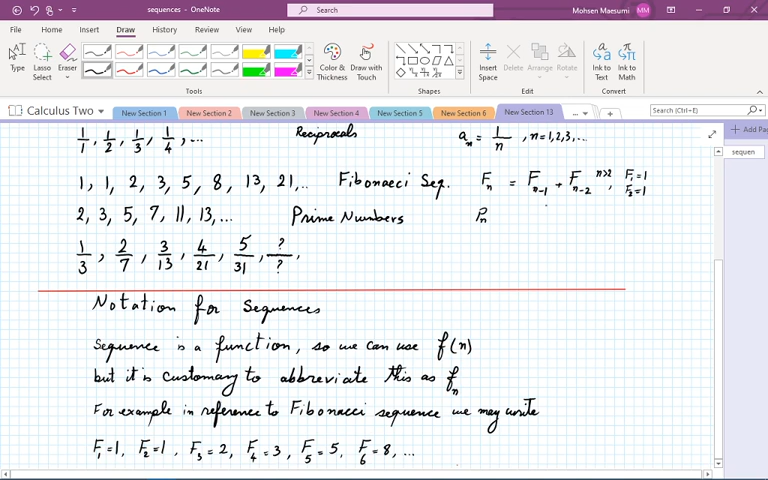 sequences - OneNote
Search
Mohsen Maesumi MM
File Home Insert Draw History Review View Help
Type Lasso Select Eraser Color & Thickness Draw with Touch Insert Space Delete Arrange Rotate Ink to Text Ink to Math
Tools Shapes Edit Convert
Calculus Two New Section 1 New Section 2 New Section 3 New Section 4 New Section 5 New Section 6 New Section 13 ... + Search (Ctrl+E)
+ Add Pag
sequen
1/1, 1/2, 1/3, 1/4, ... Reciprocals a_n = 1/n, n=1,2,3,...
1, 1, 2, 3, 5, 8, 13, 21, .. Fibonacci Seq. F_n = F_{n-1} + F_{n-2} n>2, F_1=1 F_2=1
2, 3, 5, 7, 11, 13, ... Prime Numbers P_n
1/3, 2/7, 3/13, 4/21, 5/31, ?/?,
Notation for Sequences
Sequence is a function, so we can use f(n)
but it is customary to abbreviate this as f_n
For example in reference to Fibonacci sequence we may write
F_1=1, F_2=1, F_3=2, F_4=3, F_5=5, F_6=8, ...